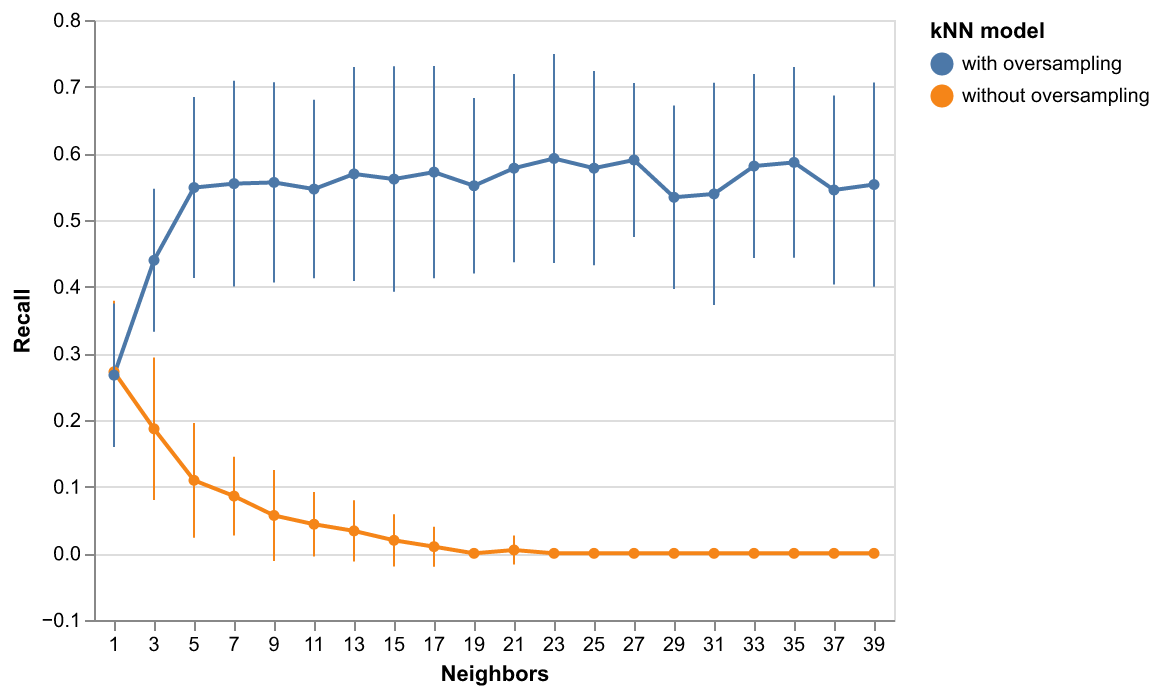 0.8
0.7
0.6
0.5
0.4
0.3
0.2
0.1
0.0
−0.1
Recall
1 3 5 7 9 11 13 15 17 19 21 23 25 27 29 31 33 35 37 39
Neighbors
kNN model
with oversampling
without oversampling